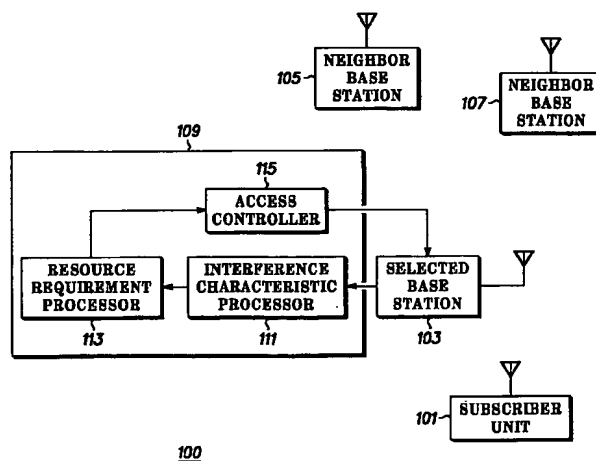 105
NEIGHBOR
BASE
STATION
107
NEIGHBOR
BASE
STATION
109
115
ACCESS
CONTROLLER
RESOURCE
REQUIREMENT
PROCESSOR
113
INTERFERENCE
CHARACTERISTIC
PROCESSOR
111
SELECTED
BASE
STATION
103
101
SUBSCRIBER
UNIT
100